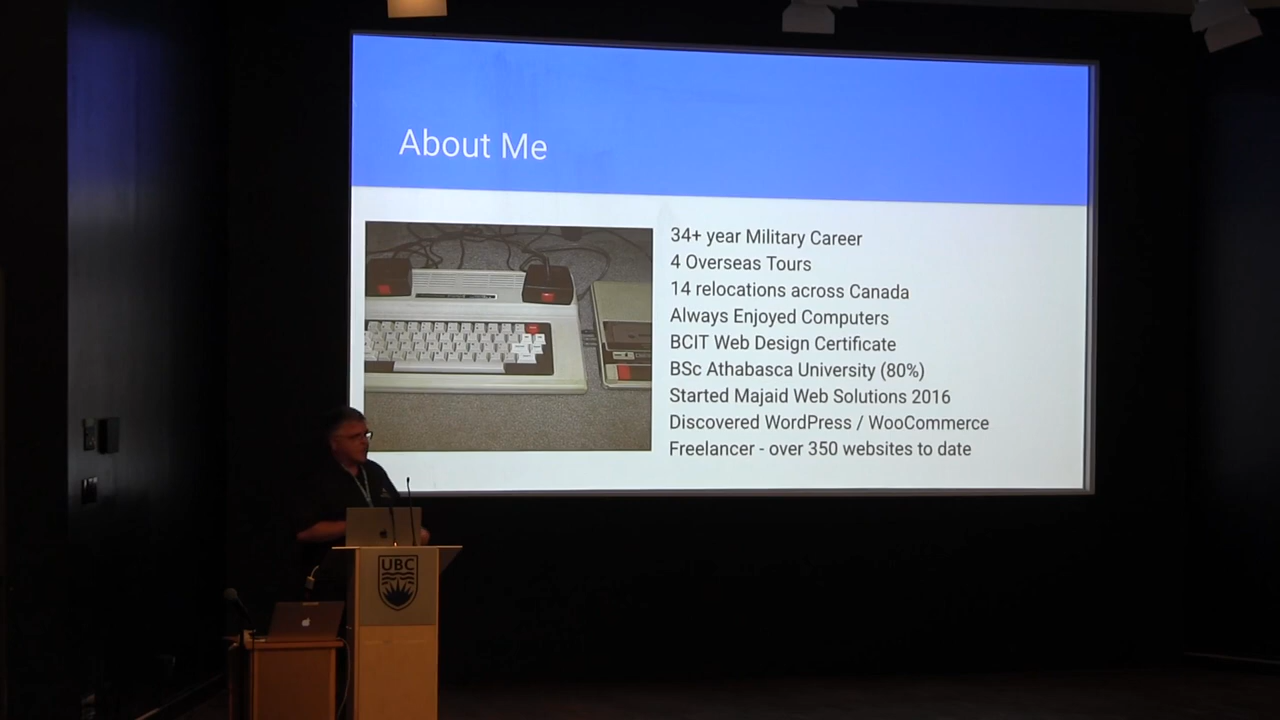 About Me
34+ year Military Career
4 Overseas Tours
14 relocations across Canada
Always Enjoyed Computers
BCIT Web Design Certificate
BSc Athabasca University (80%)
Started Majaid Web Solutions 2016
Discovered WordPress / WooCommerce
Freelancer - over 350 websites to date
UBC